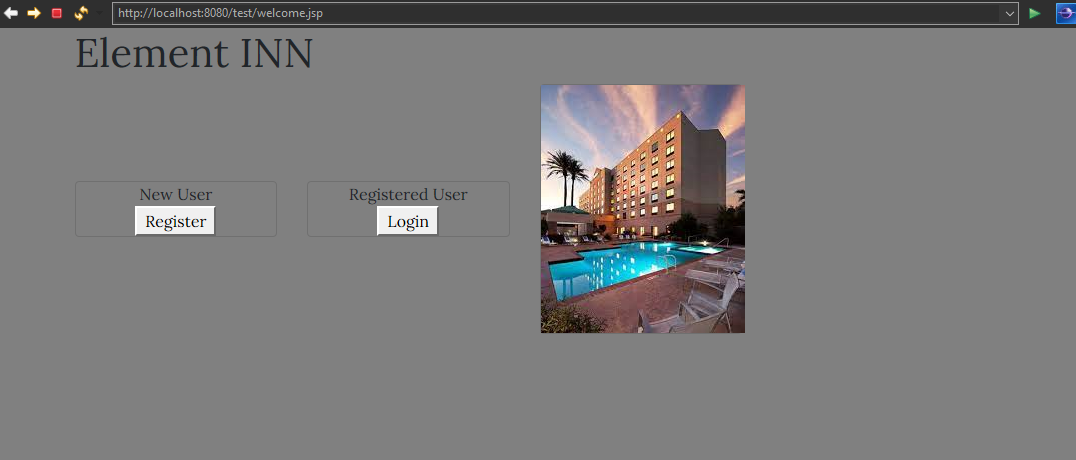 http://localhost:8080/test/welcome.jsp
Element INN
New User
Register
Registered User
Login